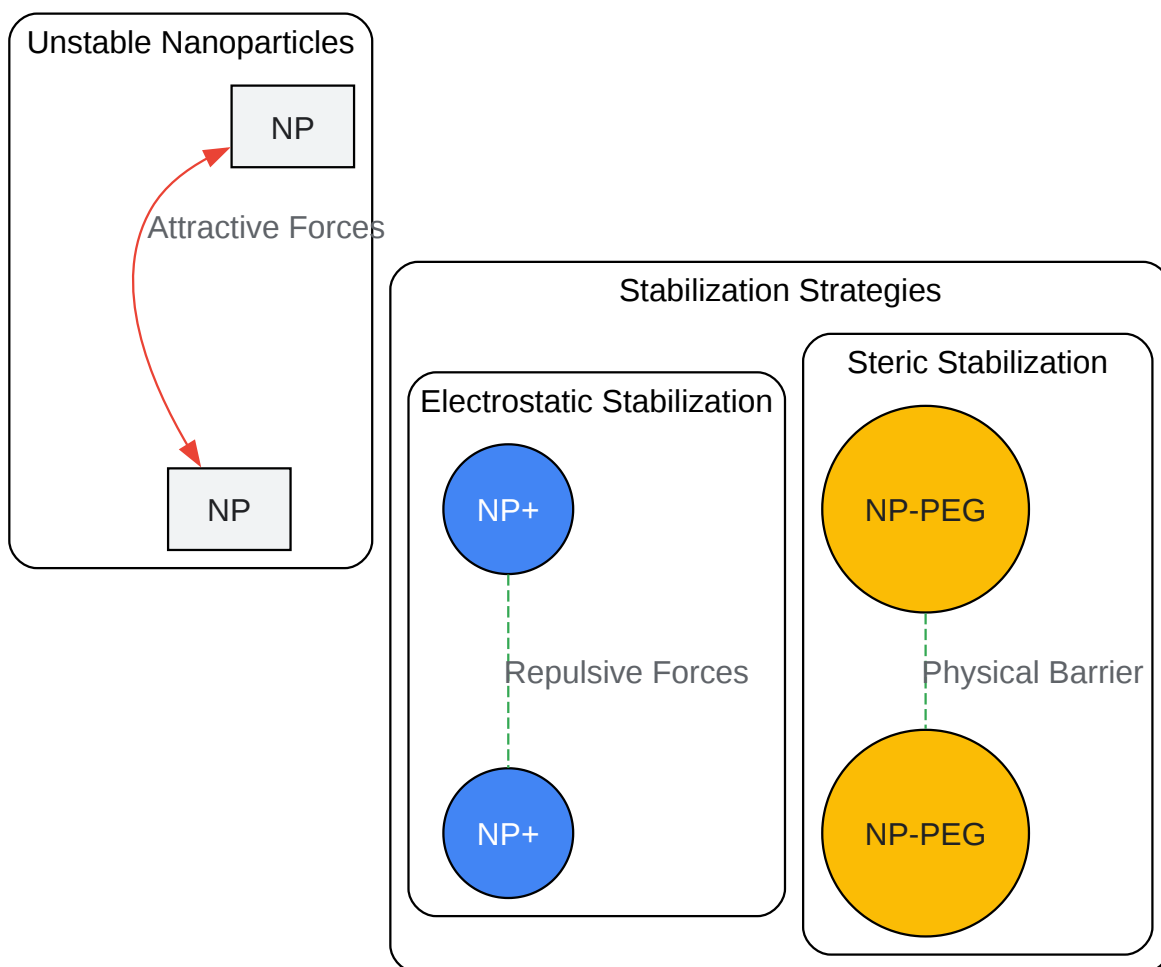 Unstable Nanoparticles
NP
Attractive Forces
NP
Stabilization Strategies
Electrostatic Stabilization
NP+
Repulsive Forces
NP+
Steric Stabilization
NP-PEG
Physical Barrier
NP-PEG